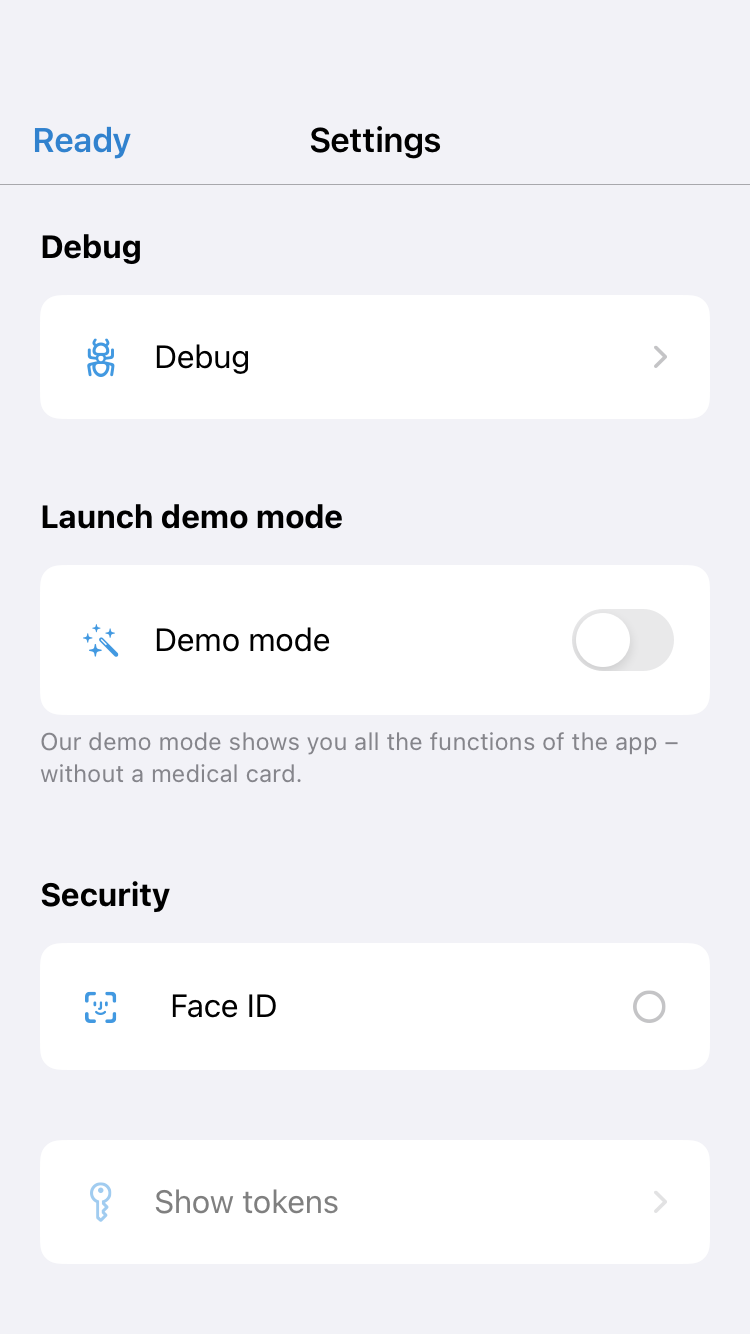 Ready
Settings
Debug
Debug
Launch demo mode
Demo mode
Our demo mode shows you all the functions of the app –
without a medical card.
Security
Face ID
Show tokens